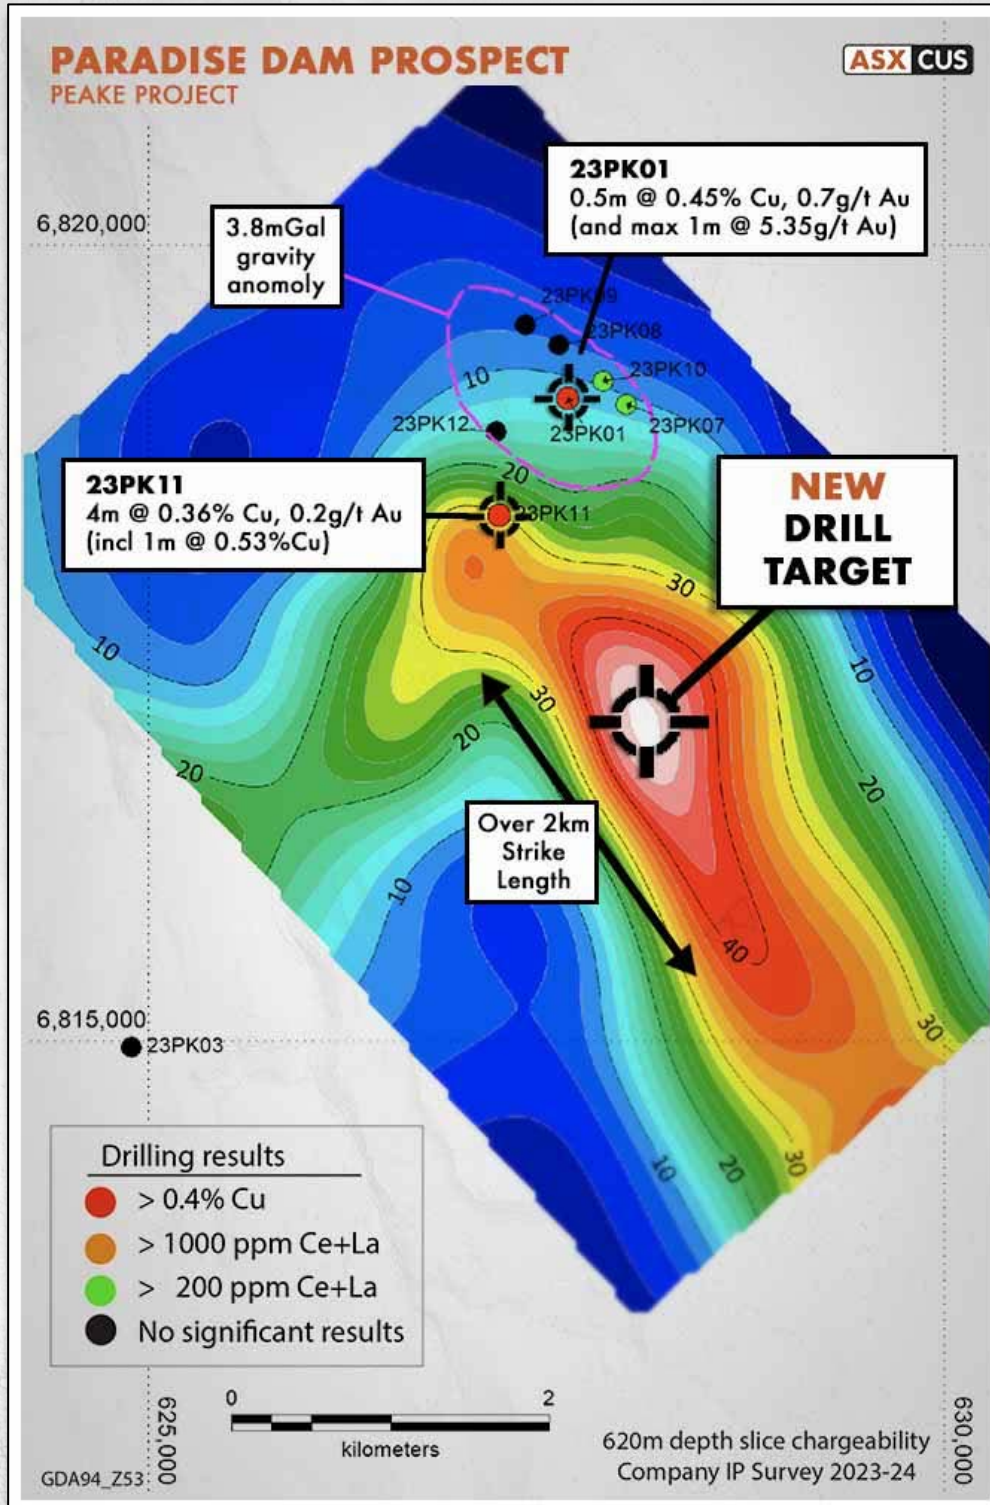 PARADISE DAM PROSPECT
PEAKE PROJECT
ASX CUS
23PK01
0.5m @ 0.45% Cu, 0.7g/t Au
(and max 1m @ 5.35g/t Au)
6,820,000
3.8mGal
gravity
anomoly
23PK09
23PK08
23PK10
10
23PK07
23PK12
23PK01
20
23PK11
4m @ 0.36% Cu, 0.2g/t Au
(incl 1m @ 0.53%Cu)
23PK11
NEW
DRILL
TARGET
30
10
10
30
20
20
20
Over 2km
Strike
Length
10
40
6,815,000
23PK03
30
10
20
30
Drilling results
> 0.4% Cu
> 1000 ppm Ce+La
> 200 ppm Ce+La
No significant results
0
2
kilometers
625,000
630,000
GDA94_Z53
620m depth slice chargeability
Company IP Survey 2023-24